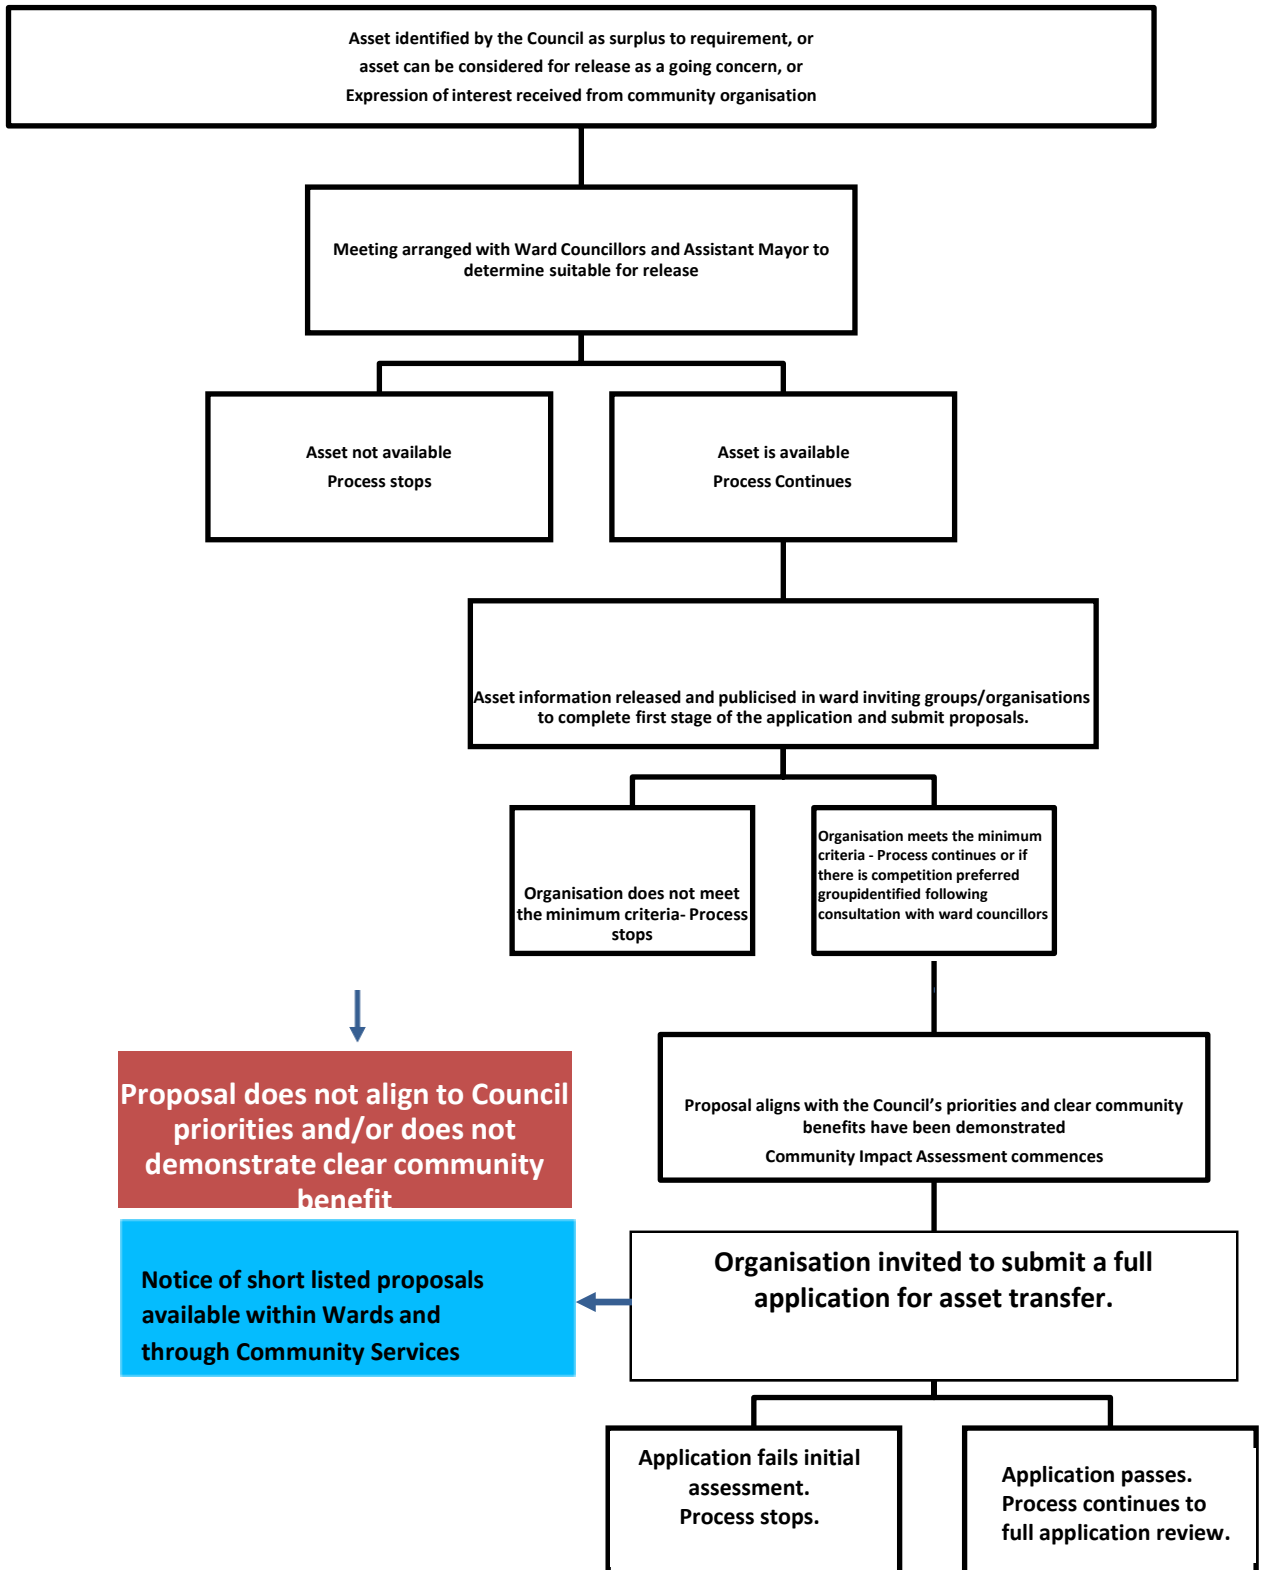 Asset identified by the Council as surplus to requirement, or
asset can be considered for release as a going concern, or
Expression of interest received from community organisation
Meeting arranged with Ward Councillors and Assistant Mayor to
determine suitable for release
Asset not available
Process stops
Asset is available
Process Continues
Asset information released and publicised in ward inviting groups/organisations
to complete first stage of the application and submit proposals.
Organisation does not meet
the minimum criteria- Process
stops
Organisation meets the minimum
criteria - Process continues or if
there is competition preferred
groupidentified following
consultation with ward councillors
Proposal does not align to Council
priorities and/or does not
demonstrate clear community
benefit
Proposal aligns with the Council’s priorities and clear community
benefits have been demonstrated
Community Impact Assessment commences
Notice of short listed proposals
available within Wards and
through Community Services
Organisation invited to submit a full
application for asset transfer.
Application fails initial
assessment.
Process stops.
Application passes.
Process continues to
full application review.